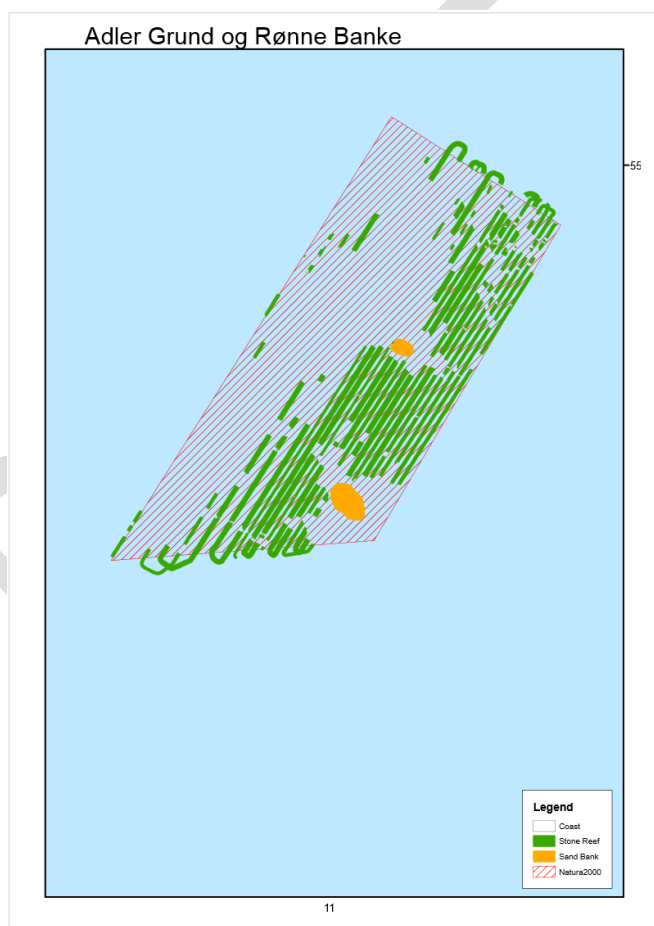 Adler Grund og Rønne Banke
55
Legend
Coast
Stone Reef
Sand Bank
Natura2000
11